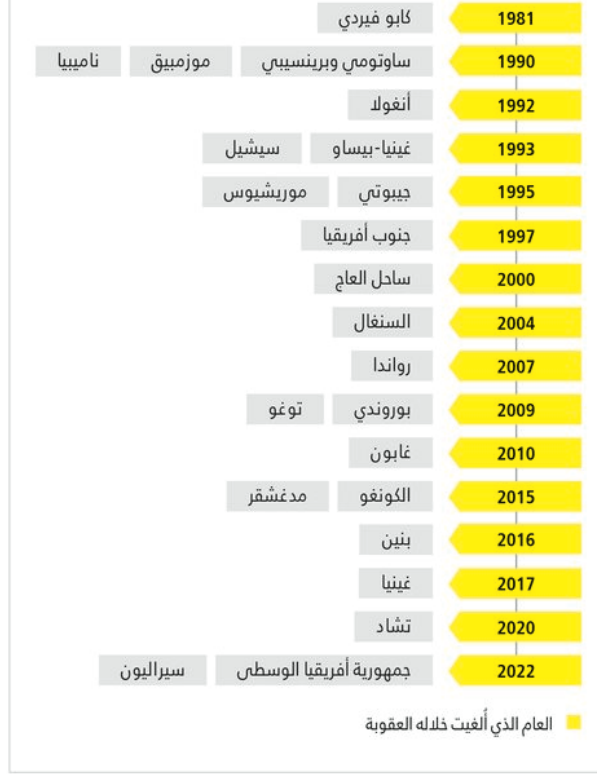 1981 كابو فيردي
1990 ساوتومي وبرينسيبي موزمبيق ناميبيا
1992 أنغولا
1993 غينيا-بيساو سيشيل
1995 جيبوتي موريشيوس
1997 جنوب أفريقيا
2000 ساحل العاج
2004 السنغال
2007 رواندا
2009 بوروندي توغو
2010 غابون
2015 الكونغو مدغشقر
2016 بنين
2017 غينيا
2020 تشاد
2022 جمهورية أفريقيا الوسطى سيراليون
العام الذي أُلغيت خلاله العقوبة